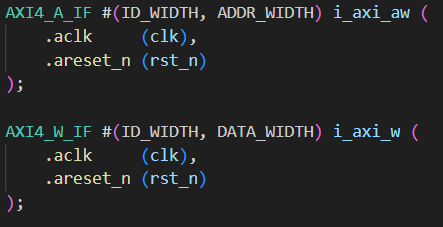 AXI4_A_IF #(ID_WIDTH, ADDR_WIDTH) i_axi_aw (
    .aclk     (clk),
    .areset_n (rst_n)
);

AXI4_W_IF #(ID_WIDTH, DATA_WIDTH) i_axi_w (
    .aclk     (clk),
    .areset_n (rst_n)
);